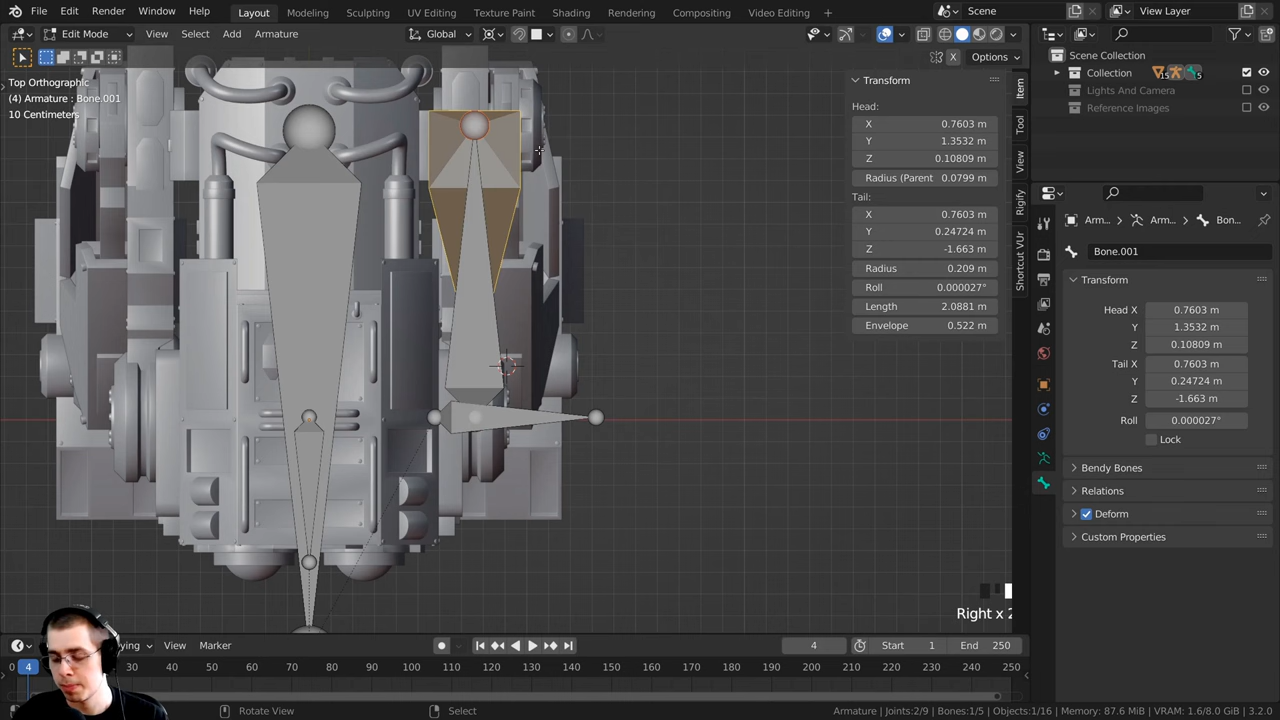 File Edit Render Window Help
Layout Modeling Sculpting UV Editing Texture Paint Shading Rendering Compositing Video Editing +
Scene View Layer
Edit Mode View Select Add Armature Global
X Options
Top Orthographic
(4) Armature : Bone.001
10 Centimeters
Transform
Head:
X 0.7603 m
Y 1.3532 m
Z 0.10809 m
Radius (Parent 0.0799 m
Tail:
X 0.7603 m
Y 0.24724 m
Z -1.663 m
Radius 0.209 m
Roll 0.000027°
Length 2.0881 m
Envelope 0.522 m
Item
Tool
View
Rigify
Shortcut VUr
Scene Collection
Collection 15 5
Lights And Camera
Reference Images
Arm... Arm... Bon...
Bone.001
Transform
Head X 0.7603 m
Y 1.3532 m
Z 0.10809 m
Tail X 0.7603 m
Y 0.24724 m
Z -1.663 m
Roll 0.000027°
Lock
Bendy Bones
Relations
Deform
Custom Properties
Right x 2
View Marker 4 Start 1 End 250
0 4 20 30 40 50 60 70 80 90 100 110 120 130 140 150 160 170 180 190 200 210 220 230 240 250
Rotate View Select Armature | Joints:2/9 | Bones:1/5 | Objects:1/16 | Memory: 87.6 MiB | VRAM: 1.6/8.0 GiB | 3.2.0